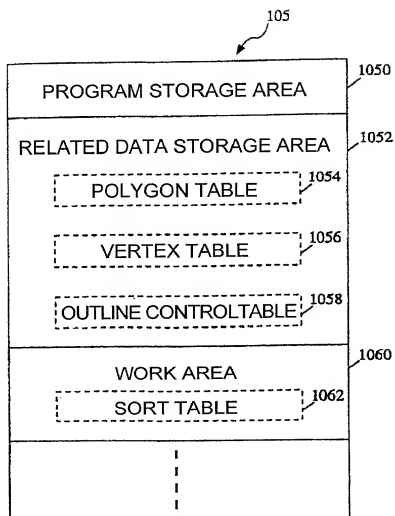 105
PROGRAM STORAGE AREA 1050
RELATED DATA STORAGE AREA 1052
POLYGON TABLE 1054
VERTEX TABLE 1056
OUTLINE CONTROLTABLE 1058
WORK AREA 1060
SORT TABLE 1062